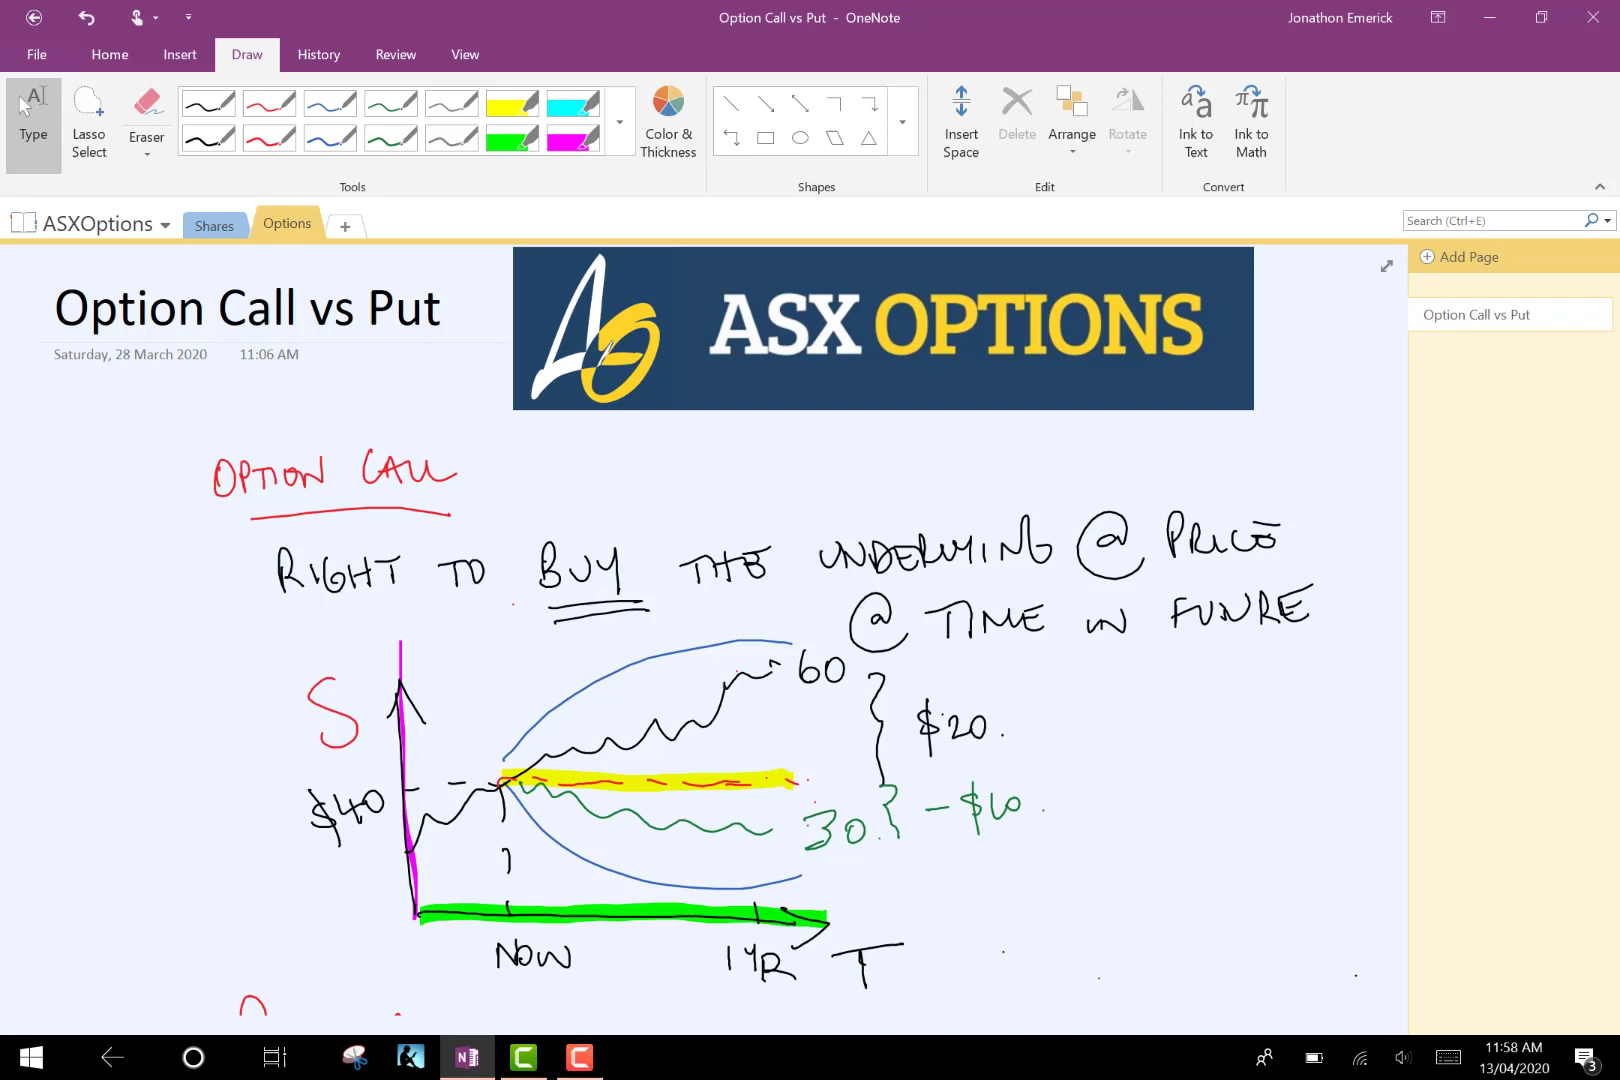 Option Call vs Put - OneNote
Jonathon Emerick
File Home Insert Draw History Review View
Type
Lasso Select
Eraser
Color & Thickness
Insert Space
Delete
Arrange
Rotate
Ink to Text
Ink to Math
Tools Shapes Edit Convert
ASXOptions Shares Options
Search (Ctrl+E)
Add Page
Option Call vs Put
Option Call vs Put
Saturday, 28 March 2020 11:06 AM
ASX OPTIONS
OPTION CALL
RIGHT TO BUY THE UNDERLYING @ PRICE
@ TIME IN FUNRE
S
60
$20.
$40
30. - $10
NOW 1YR T
11:58 AM
13/04/2020
3